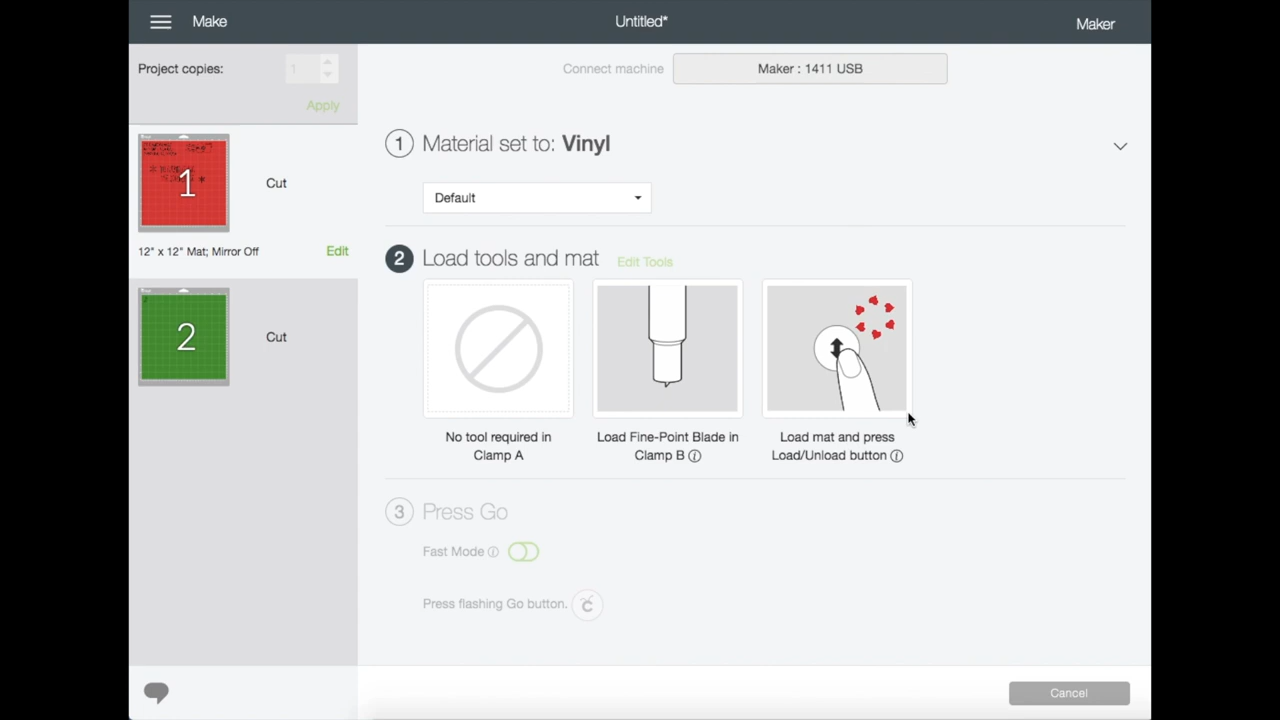 Make
Untitled*
Maker
Project copies:
1
Apply
Connect machine
Maker : 1411 USB
1
Cut
12" x 12" Mat; Mirror Off
Edit
2
Cut
1 Material set to: Vinyl
Default
2 Load tools and mat
Edit Tools
No tool required in
Clamp A
Load Fine-Point Blade in
Clamp B
Load mat and press
Load/Unload button
3 Press Go
Fast Mode
Press flashing Go button.
Cancel